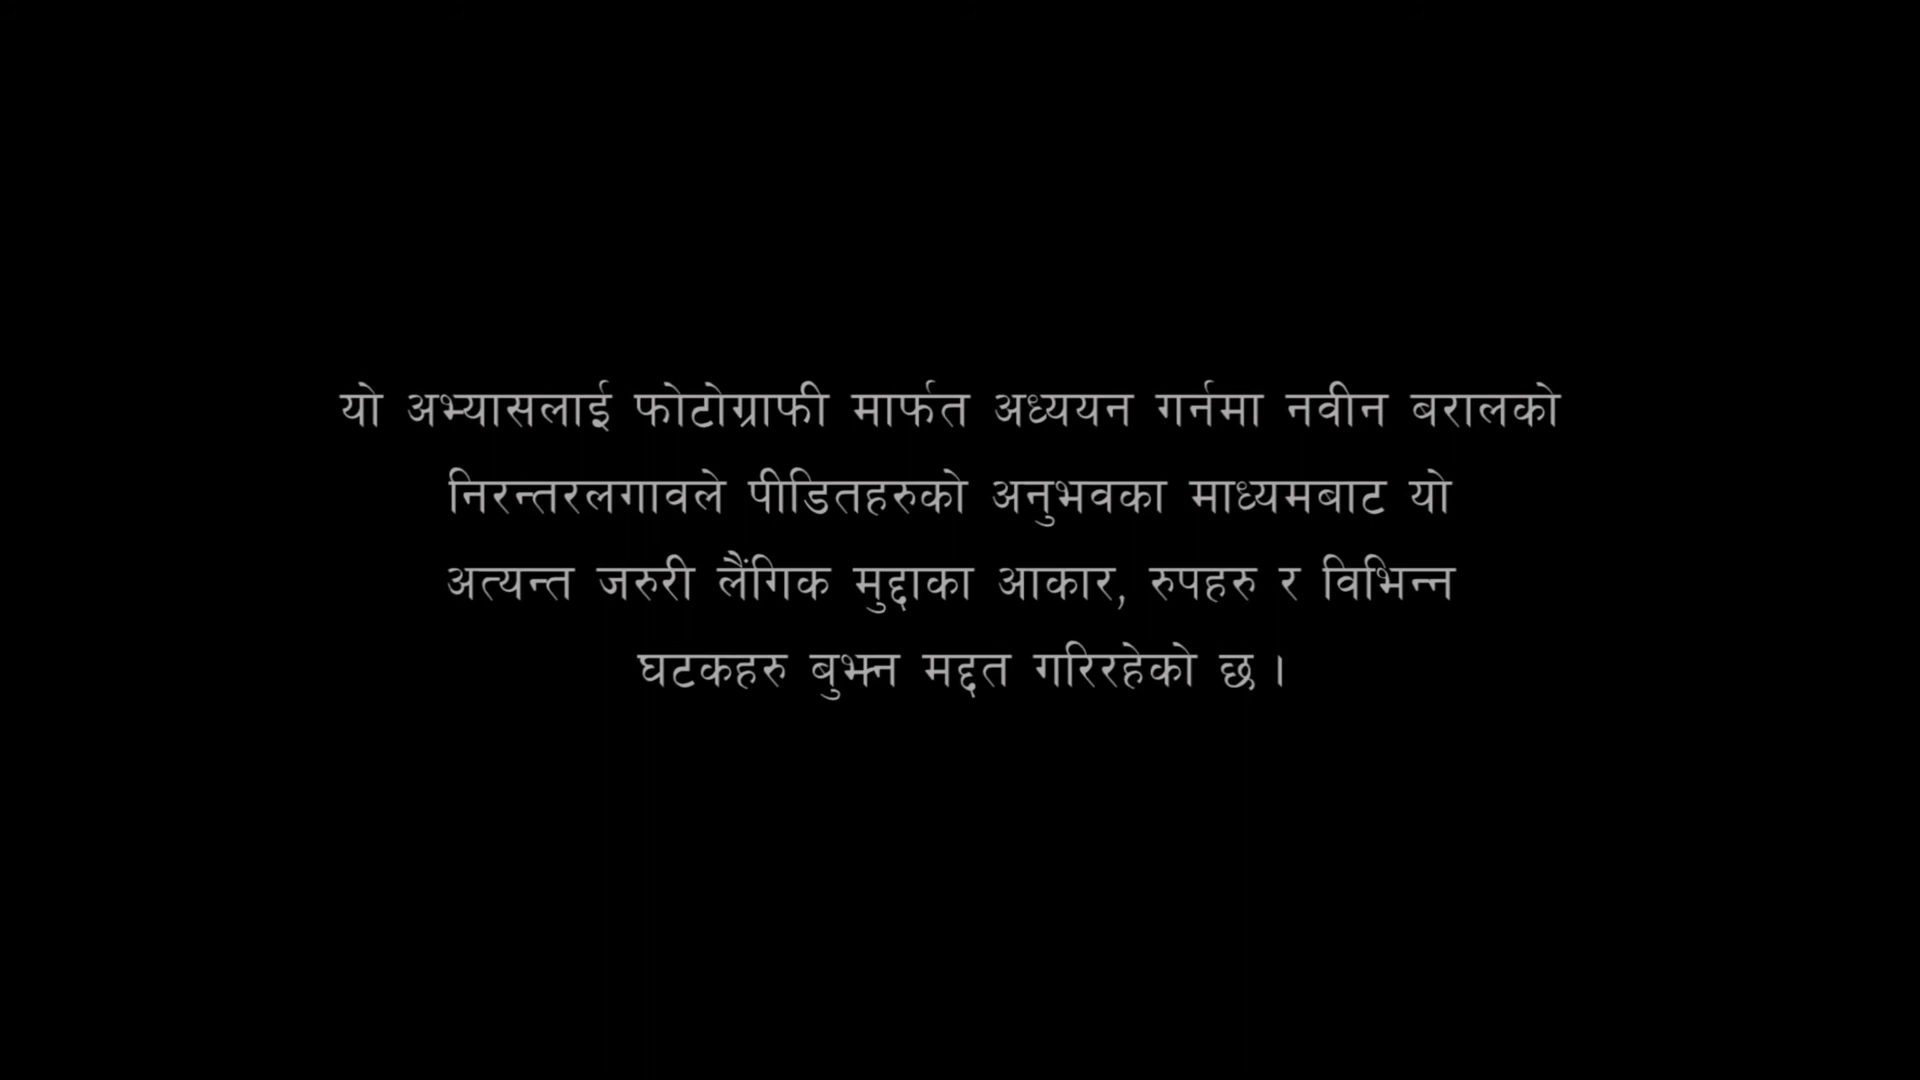 यो अभ्यासलाई फोटोग्राफी मार्फत अध्ययन गर्नमा नवीन बरालको
निरन्तरलगावले पीडितहरुको अनुभवका माध्यमबाट यो
अत्यन्त जरुरी लैंगिक मुद्दाका आकार, रुपहरु र विभिन्न
घटकहरु बुझ्न मद्दत गरिरहेको छ ।